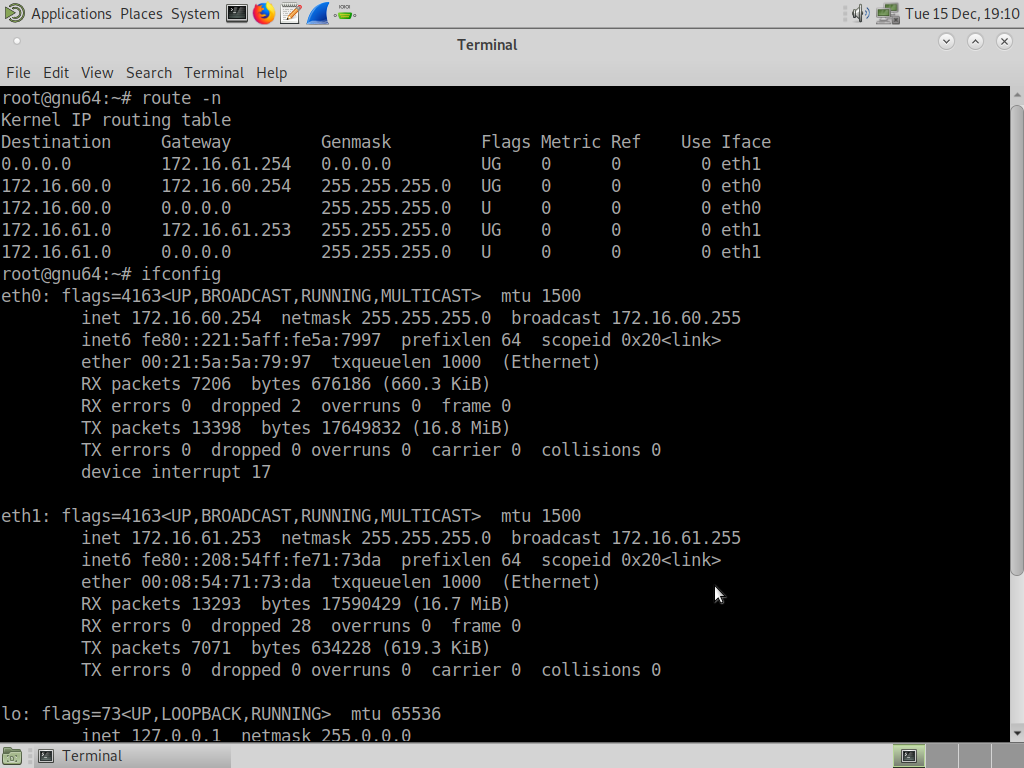 Applications Places System Tue 15 Dec, 19:10
Terminal
File Edit View Search Terminal Help
root@gnu64:~# route -n
Kernel IP routing table
Destination     Gateway         Genmask         Flags Metric Ref    Use Iface
0.0.0.0         172.16.61.254   0.0.0.0         UG    0      0        0 eth1
172.16.60.0     172.16.60.254   255.255.255.0   UG    0      0        0 eth0
172.16.60.0     0.0.0.0         255.255.255.0   U     0      0        0 eth0
172.16.61.0     172.16.61.253   255.255.255.0   UG    0      0        0 eth1
172.16.61.0     0.0.0.0         255.255.255.0   U     0      0        0 eth1
root@gnu64:~# ifconfig
eth0: flags=4163<UP,BROADCAST,RUNNING,MULTICAST>  mtu 1500
        inet 172.16.60.254  netmask 255.255.255.0  broadcast 172.16.60.255
        inet6 fe80::221:5aff:fe5a:7997  prefixlen 64  scopeid 0x20<link>
        ether 00:21:5a:5a:79:97  txqueuelen 1000  (Ethernet)
        RX packets 7206  bytes 676186 (660.3 KiB)
        RX errors 0  dropped 2  overruns 0  frame 0
        TX packets 13398  bytes 17649832 (16.8 MiB)
        TX errors 0  dropped 0 overruns 0  carrier 0  collisions 0
        device interrupt 17
eth1: flags=4163<UP,BROADCAST,RUNNING,MULTICAST>  mtu 1500
        inet 172.16.61.253  netmask 255.255.255.0  broadcast 172.16.61.255
        inet6 fe80::208:54ff:fe71:73da  prefixlen 64  scopeid 0x20<link>
        ether 00:08:54:71:73:da  txqueuelen 1000  (Ethernet)
        RX packets 13293  bytes 17590429 (16.7 MiB)
        RX errors 0  dropped 28  overruns 0  frame 0
        TX packets 7071  bytes 634228 (619.3 KiB)
        TX errors 0  dropped 0 overruns 0  carrier 0  collisions 0
lo: flags=73<UP,LOOPBACK,RUNNING>  mtu 65536
        inet 127.0.0.1  netmask 255.0.0.0
Terminal